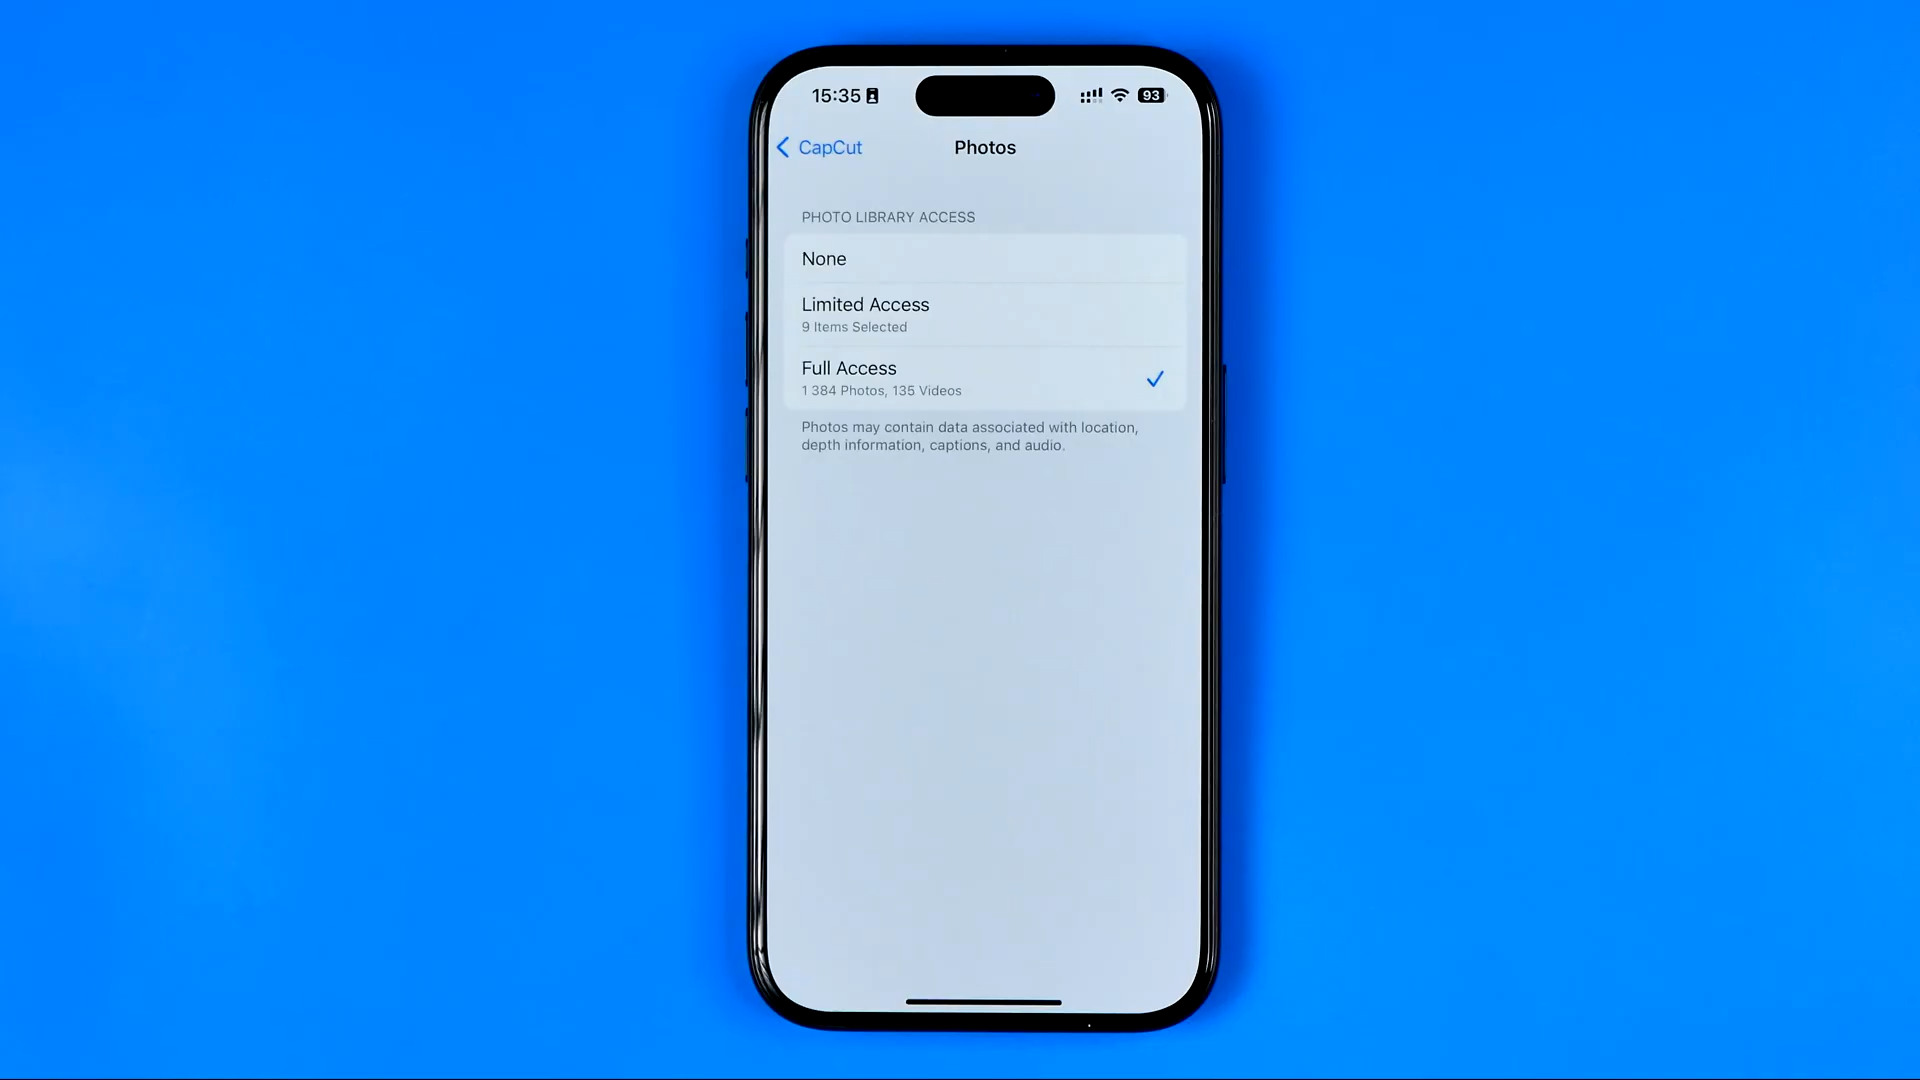 15:35
93
CapCut
Photos
PHOTO LIBRARY ACCESS
None
Limited Access
9 Items Selected
Full Access
1 384 Photos, 135 Videos
Photos may contain data associated with location,
depth information, captions, and audio.